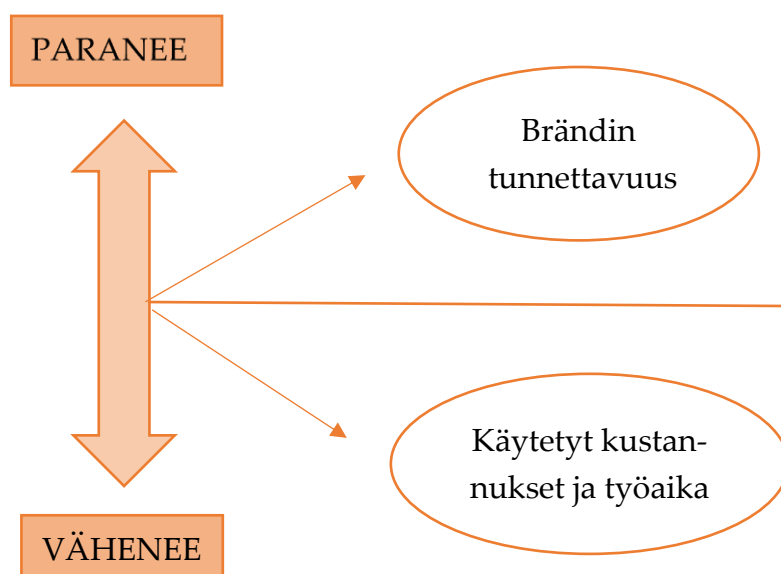 PARANEE
Brändin
tunnettavuus
Käytetyt kustan-
nukset ja työaika
VÄHENEE